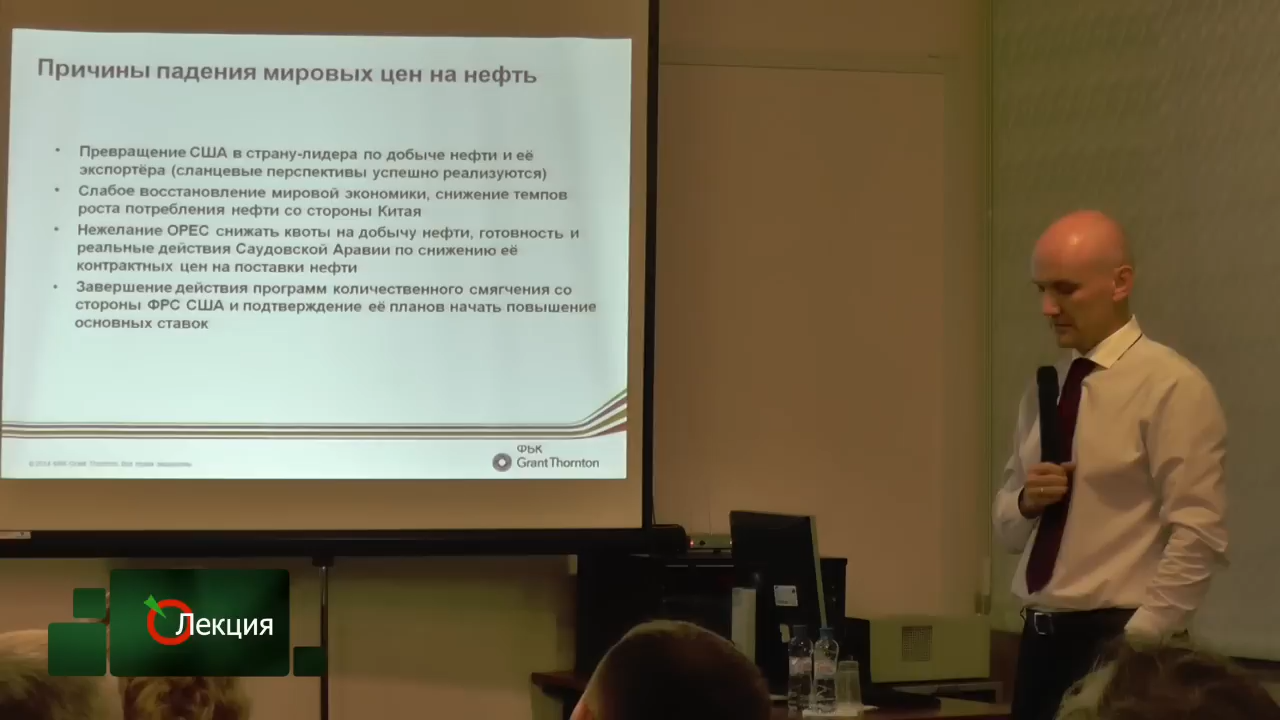 Причины падения мировых цен на нефть
• Превращение США в страну-лидера по добыче нефти и её
экспортёра (сланцевые перспективы успешно реализуются)
• Слабое восстановление мировой экономики, снижение темпов
роста потребления нефти со стороны Китая
• Нежелание ОРЕС снижать квоты на добычу нефти, готовность и
реальные действия Саудовской Аравии по снижению её
контрактных цен на поставки нефти
• Завершение действия программ количественного смягчения со
стороны ФРС США и подтверждение её планов начать повышение
основных ставок
ФБК
Grant Thornton
Лекция